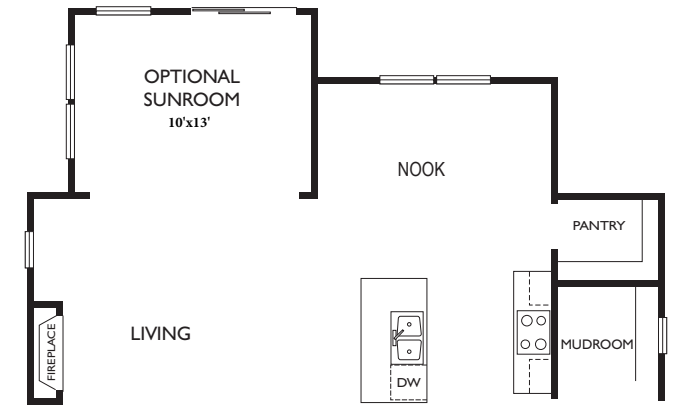 OPTIONAL
SUNROOM
10'x13'
NOOK
PANTRY
LIVING
FIREPLACE
MUDROOM
DW